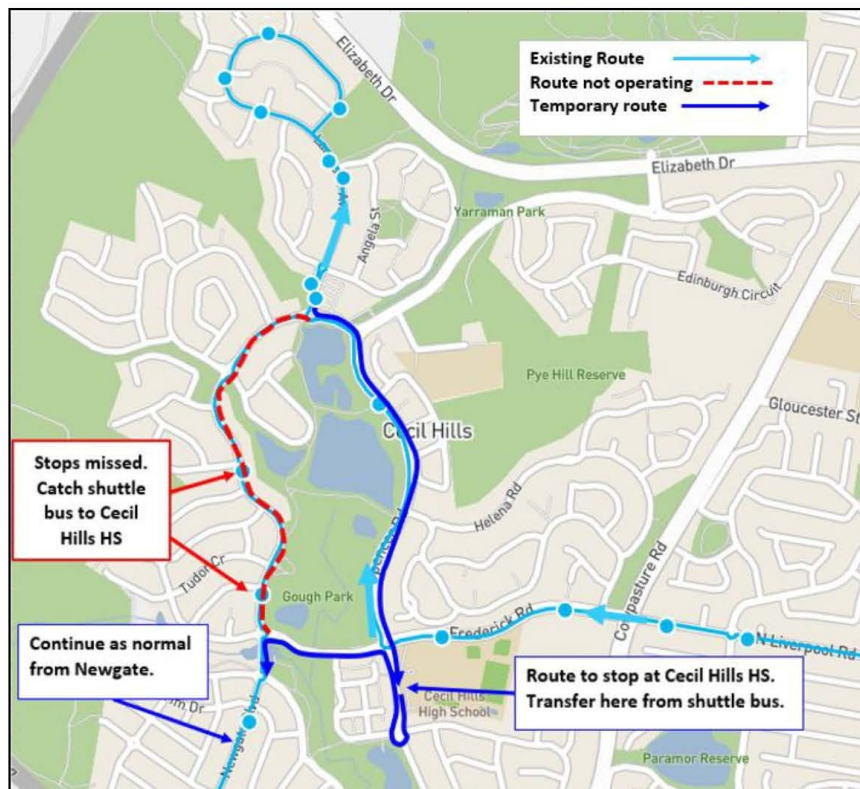 Existing Route
Route not operating
Temporary route
Elizabeth Dr
Elizabeth Dr
Yarraman Park
Angela St
Edinburgh Circuit
Pye Hill Reserve
Gloucester St
Cecil Hills
Stops missed.
Catch shuttle
bus to Cecil
Hills HS
Helena Rd
Tudor Cr
Gough Park
Frederick Rd
Cowpasture Rd
N Liverpool Rd
Continue as normal
from Newgate.
Route to stop at Cecil Hills HS.
Transfer here from shuttle bus.
Cecil Hills
High School
Dr
Paramor Reserve